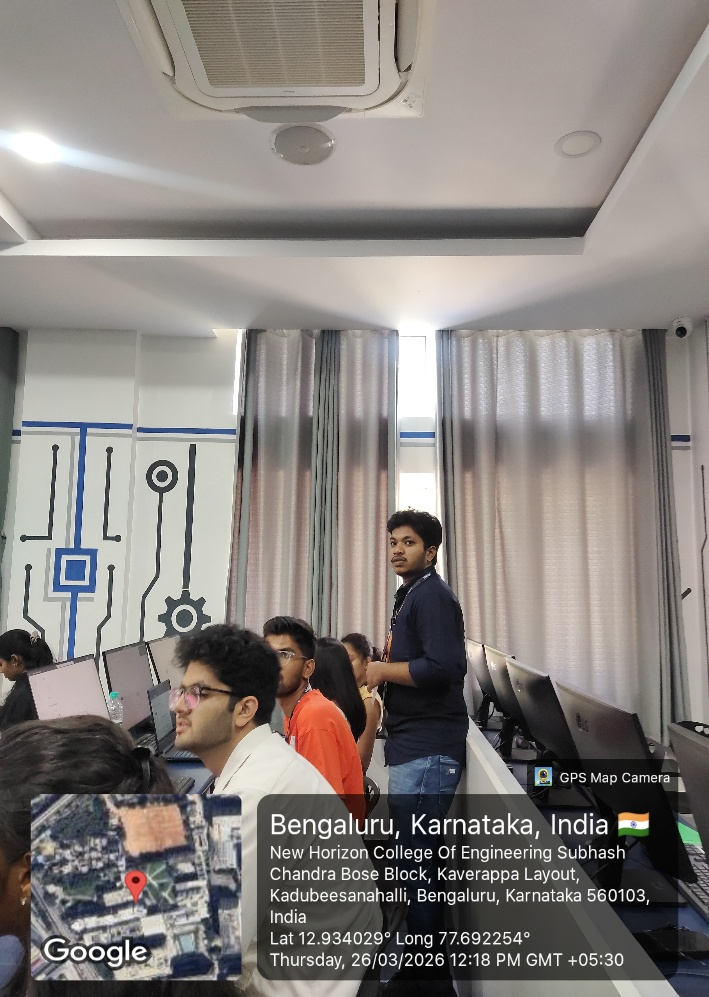 GPS Map Camera
Bengaluru, Karnataka, India 🇮🇳
New Horizon College Of Engineering Subhash
Chandra Bose Block, Kaverappa Layout,
Kadubeesanahalli, Bengaluru, Karnataka 560103,
India
Lat 12.934029° Long 77.692254°
Thursday, 26/03/2026 12:18 PM GMT +05:30
Google